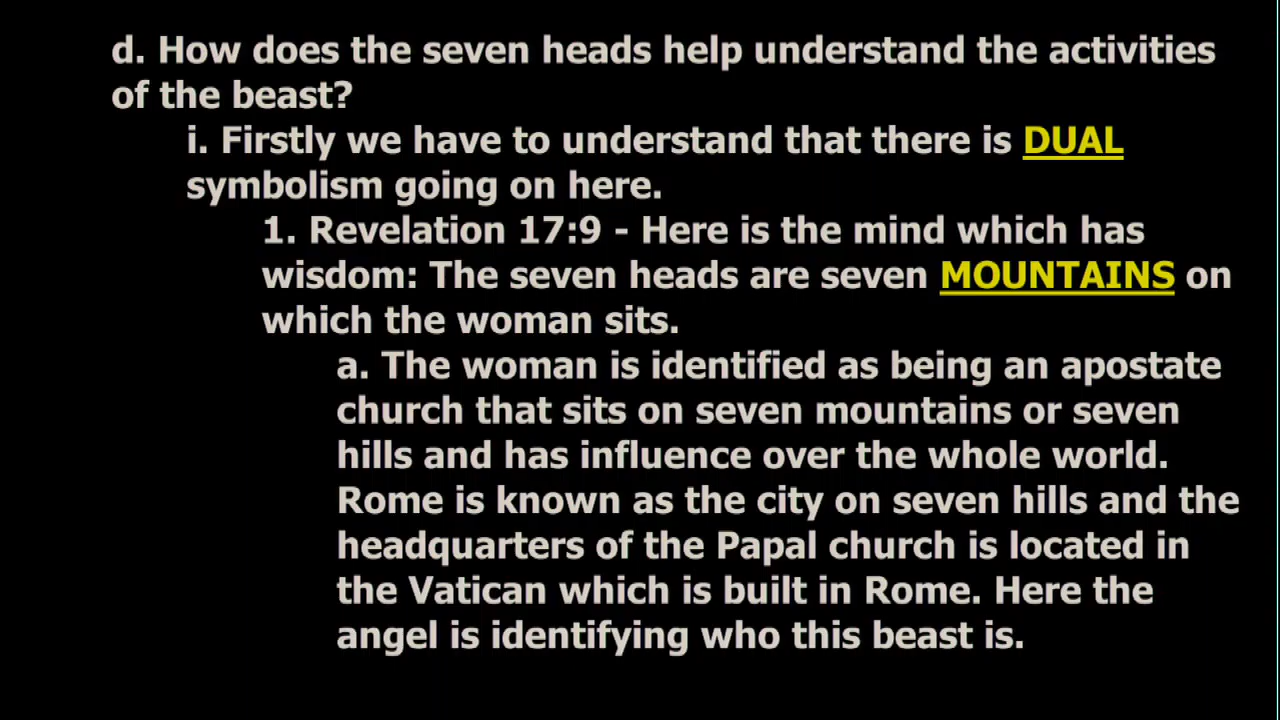 d. How does the seven heads help understand the activities
of the beast?
i. Firstly we have to understand that there is DUAL
symbolism going on here.
1. Revelation 17:9 - Here is the mind which has
wisdom: The seven heads are seven MOUNTAINS on
which the woman sits.
a. The woman is identified as being an apostate
church that sits on seven mountains or seven
hills and has influence over the whole world.
Rome is known as the city on seven hills and the
headquarters of the Papal church is located in
the Vatican which is built in Rome. Here the
angel is identifying who this beast is.